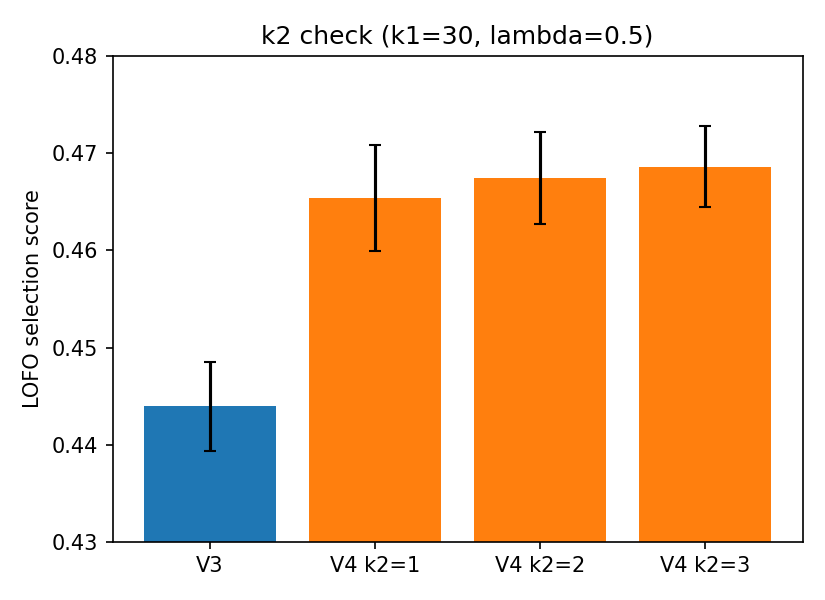 k2 check (k1=30, lambda=0.5)
LOFO selection score
0.48
0.47
0.46
0.45
0.44
0.43
V3
V4 k2=1
V4 k2=2
V4 k2=3